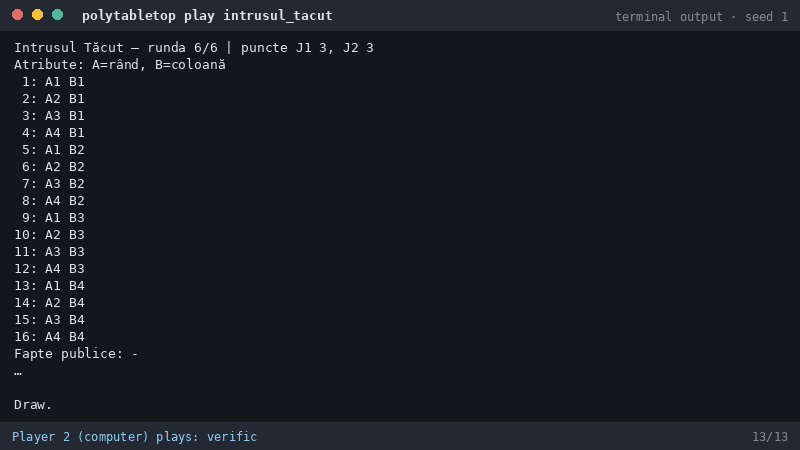 polytabletop play intrusul_tacut
terminal output · seed 1
Intrusul Tăcut — runda 6/6 | puncte J1 3, J2 3
Atribute: A=rând, B=coloană
1: A1 B1
2: A2 B1
3: A3 B1
4: A4 B1
5: A1 B2
6: A2 B2
7: A3 B2
8: A4 B2
9: A1 B3
10: A2 B3
11: A3 B3
12: A4 B3
13: A1 B4
14: A2 B4
15: A3 B4
16: A4 B4
Fapte publice: -
…
Draw.
Player 2 (computer) plays: verific
13/13